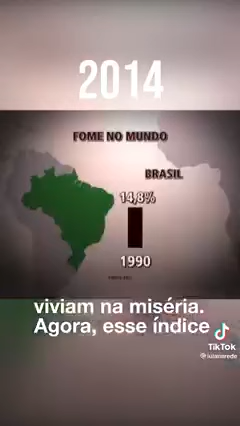 2014
FOME NO MUNDO
BRASIL
14,8%
1990
viviam na miséria.
Agora, esse índice
TikTok